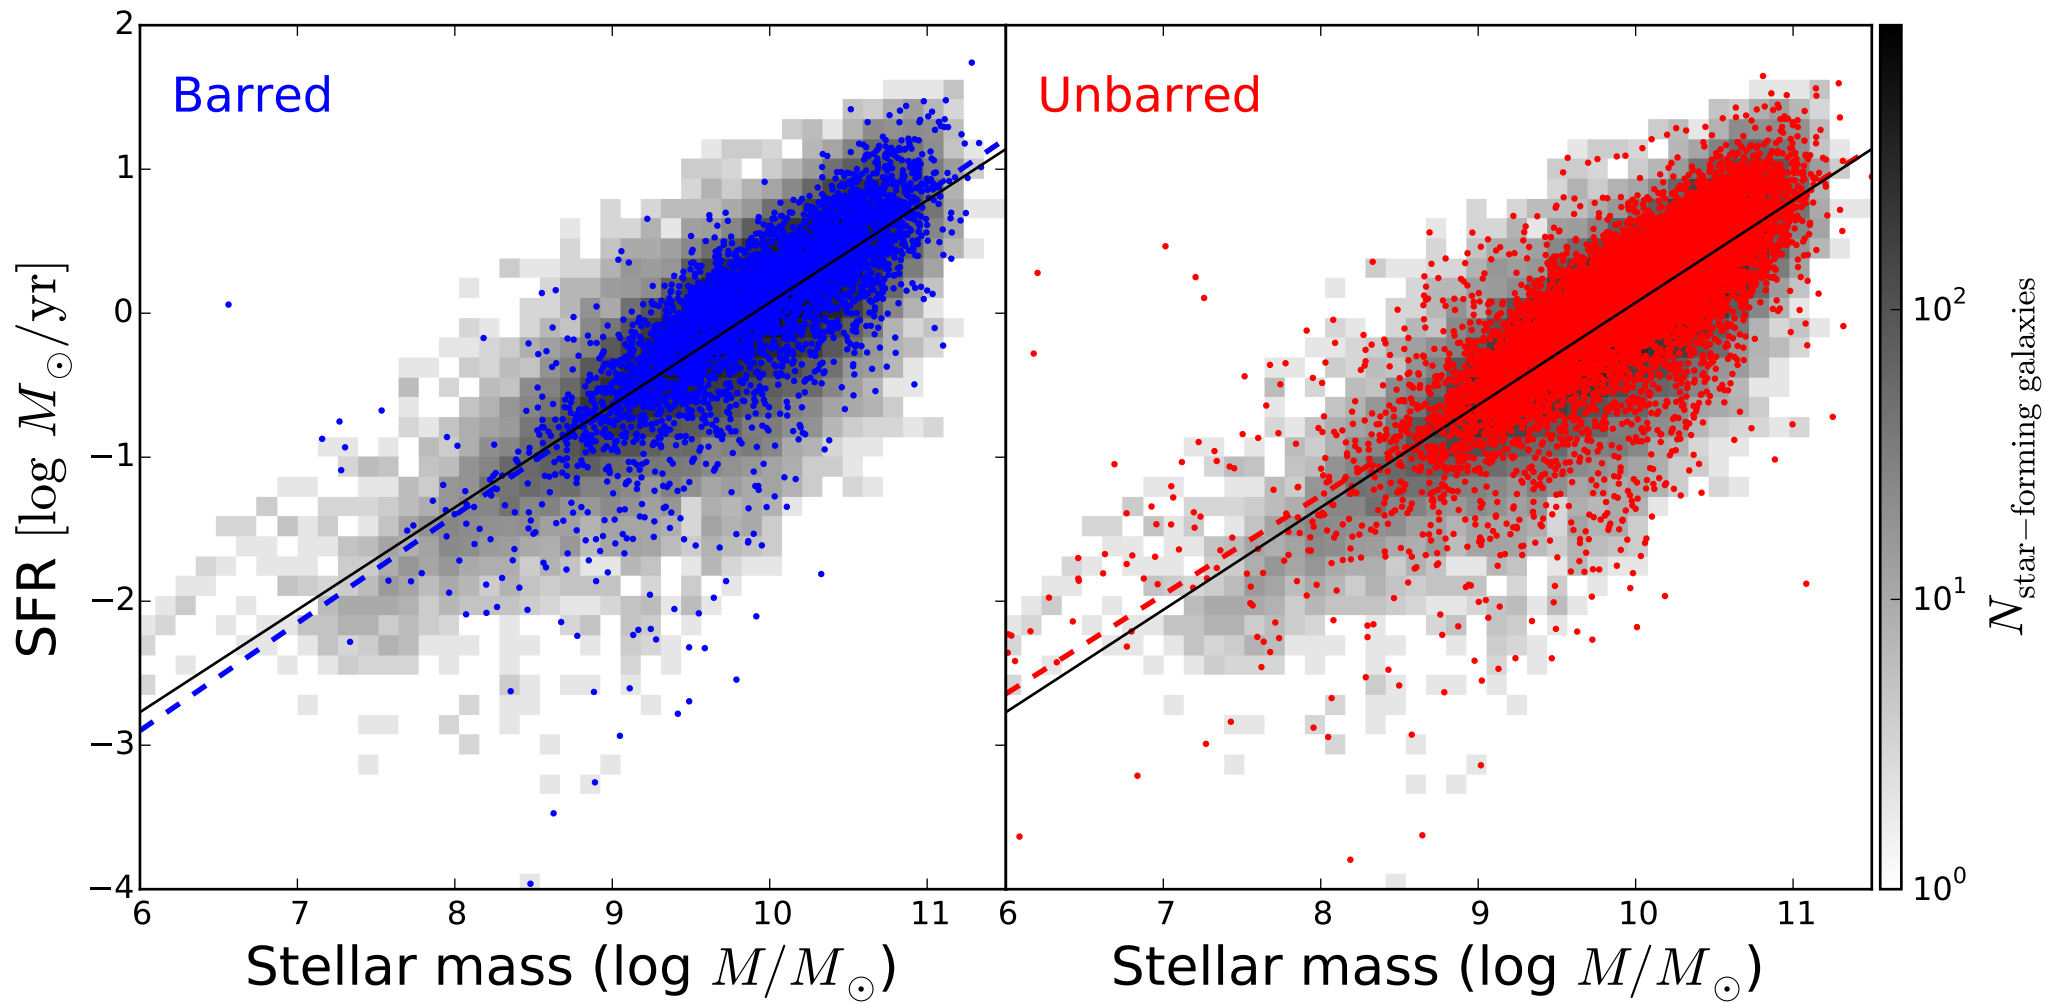 Barred
Unbarred
2
1
0
−1
−2
−3
−4
SFR [log M⊙/yr]
6 7 8 9 10 11
6 7 8 9 10 11
Stellar mass (log M/M⊙)
Stellar mass (log M/M⊙)
10²
10¹
10⁰
Nstar−forming galaxies